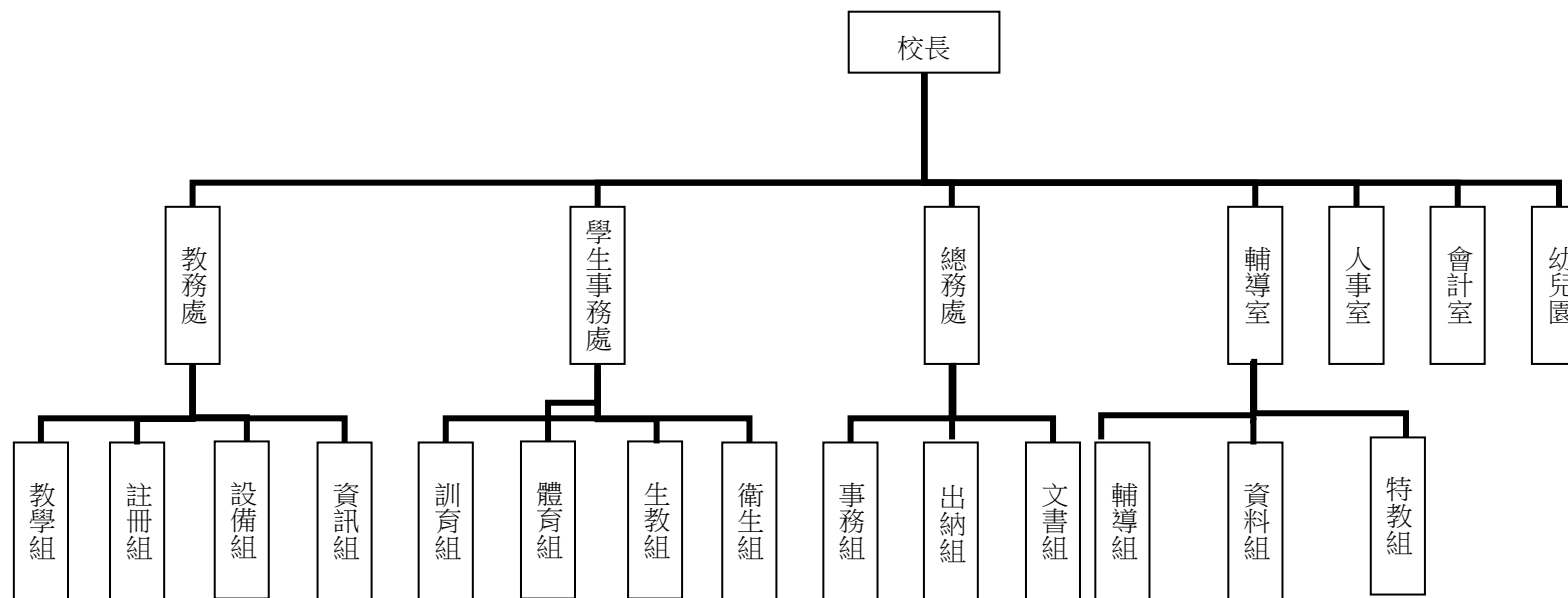 校長
教務處
學生事務處
總務處
輔導室
人事室
會計室
幼兒園
教學組
註冊組
設備組
資訊組
訓育組
體育組
生教組
衛生組
事務組
出納組
文書組
輔導組
資料組
特教組